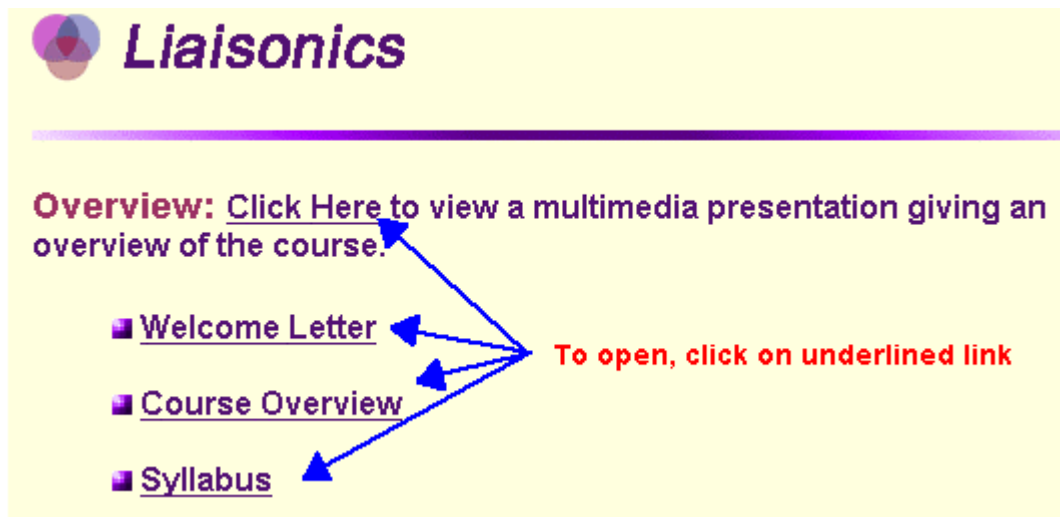 Liaisonics
Overview: Click Here to view a multimedia presentation giving an
overview of the course.
Welcome Letter
To open, click on underlined link
Course Overview
Syllabus